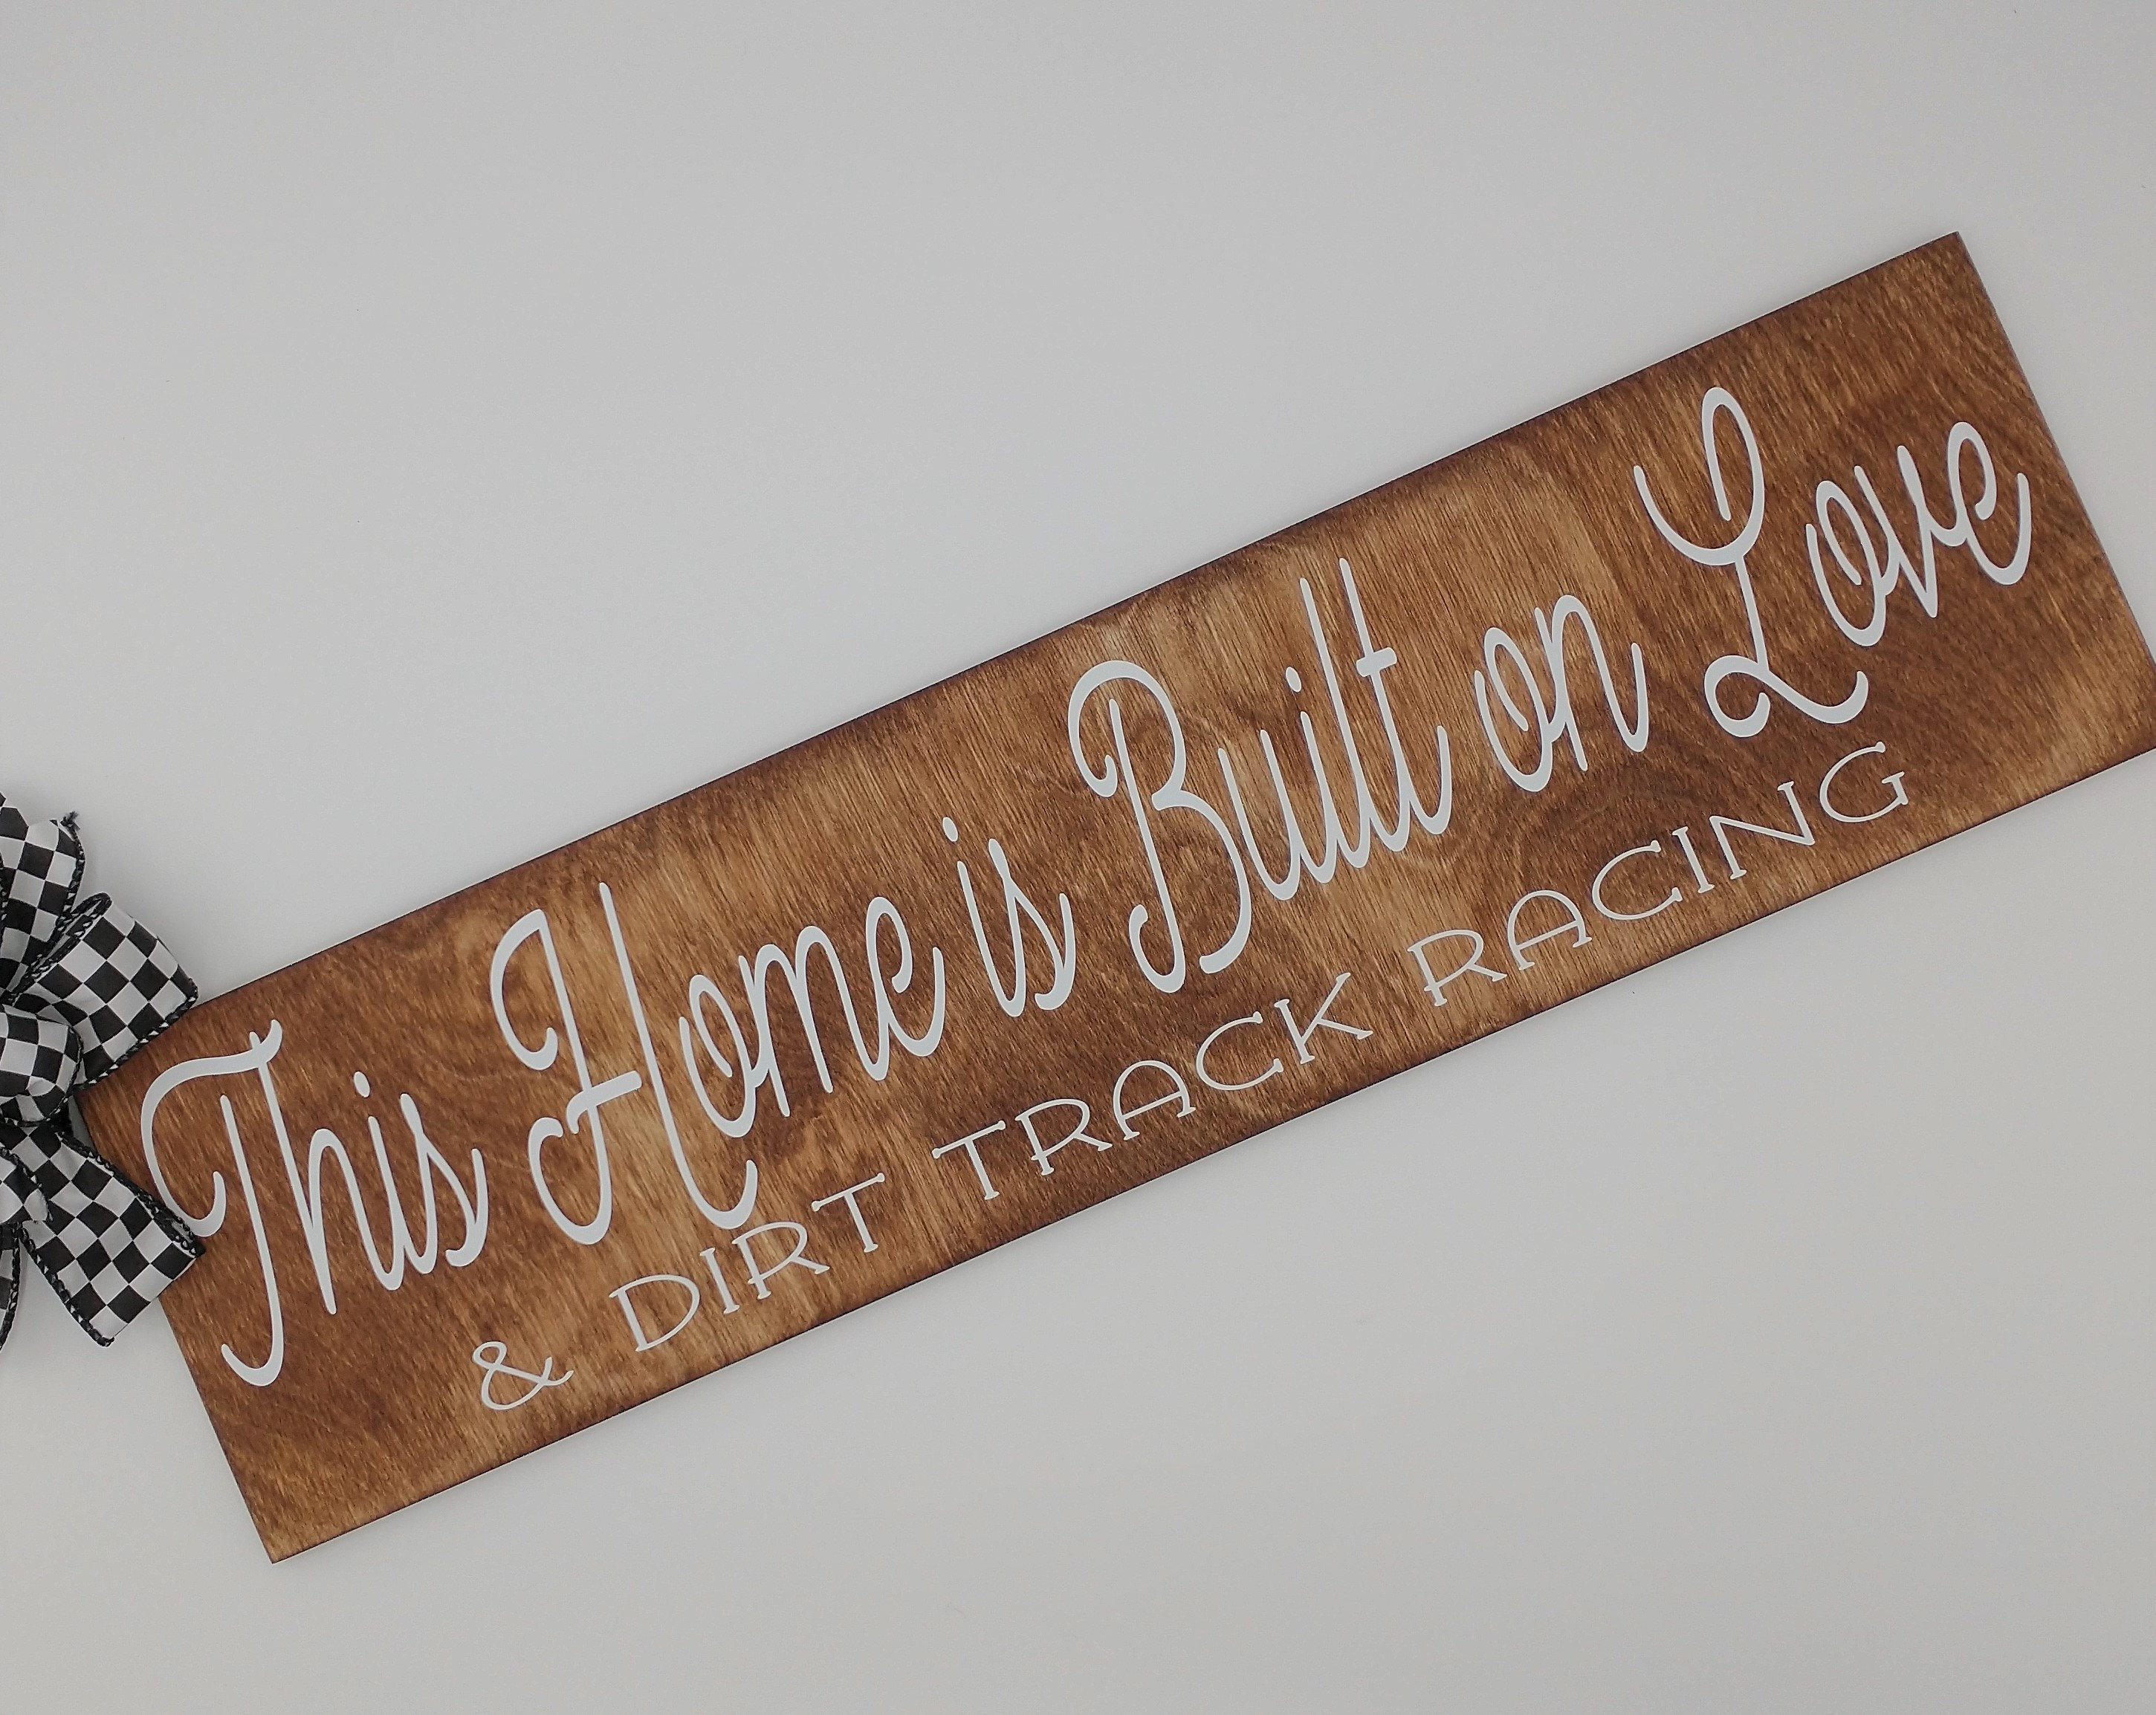 This Home is Built on Love
& DIRT TRACK RACING